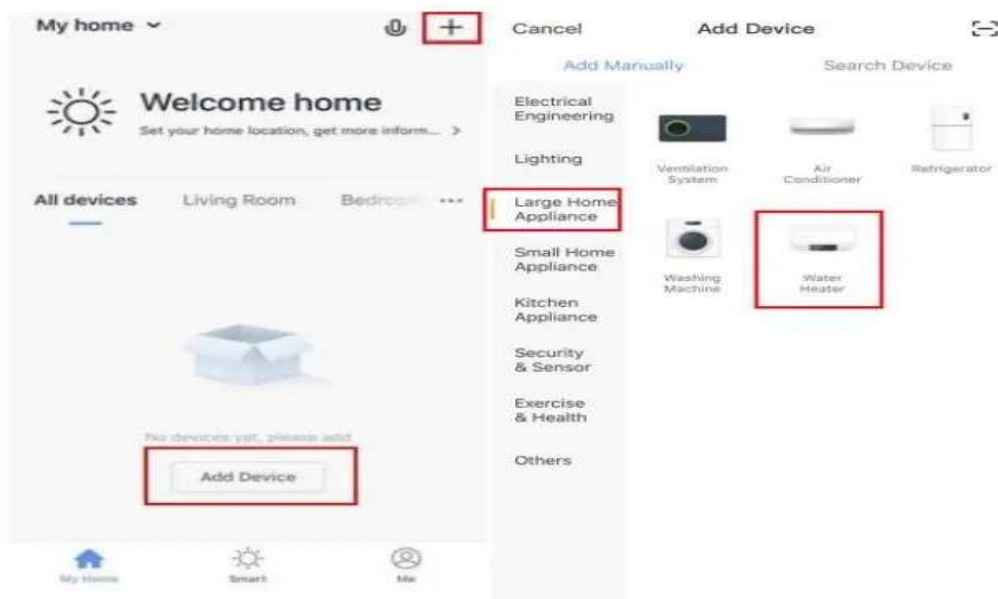 My home
Welcome home
Set your home location, get more inform... >
All devices
Living Room
Bedroom
No devices yet, please add
Add Device
My Home
Smart
Me
Cancel
Add Device
Add Manually
Search Device
Electrical
Engineering
Lighting
Large Home
Appliance
Small Home
Appliance
Kitchen
Appliance
Security
& Sensor
Exercise
& Health
Others
Ventilation
System
Air
Conditioner
Refrigerator
Washing
Machine
Water
Heater